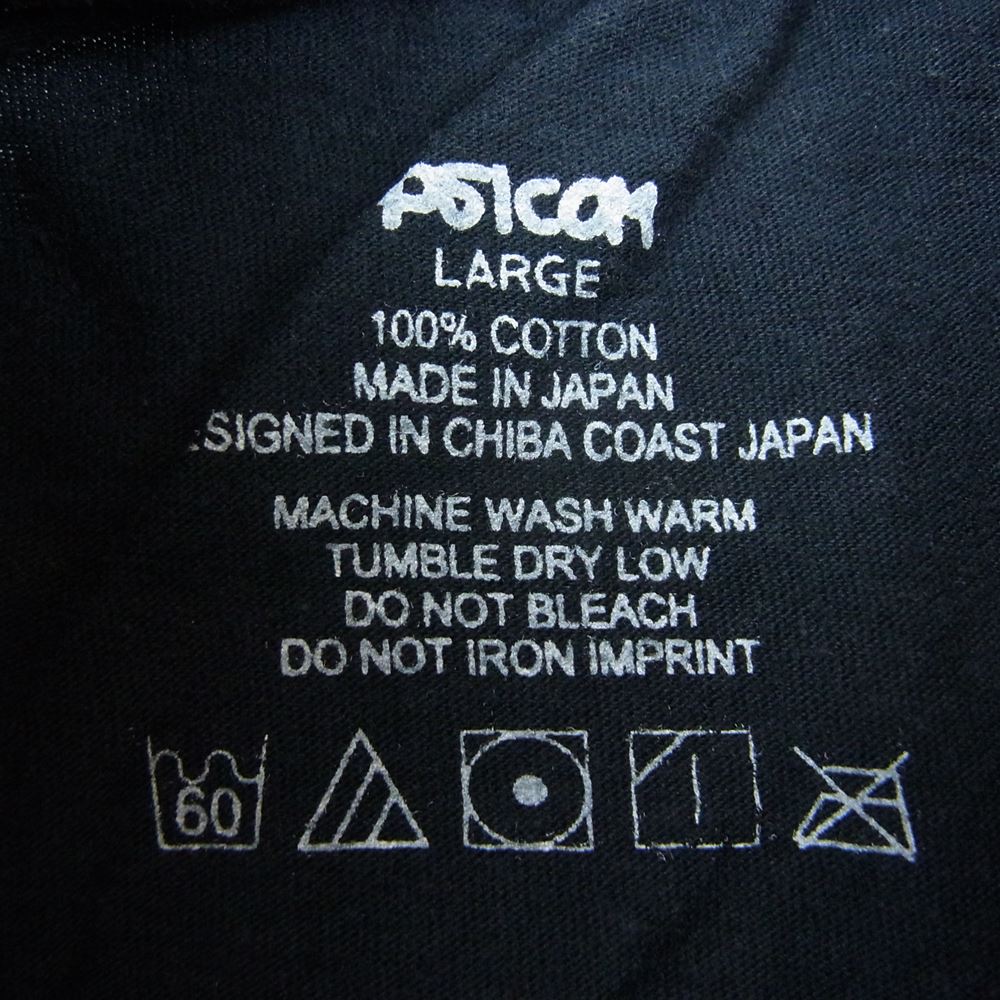 PSICOM
LARGE
100% COTTON
MADE IN JAPAN
SIGNED IN CHIBA COAST JAPAN
MACHINE WASH WARM
TUMBLE DRY LOW
DO NOT BLEACH
DO NOT IRON IMPRINT
60